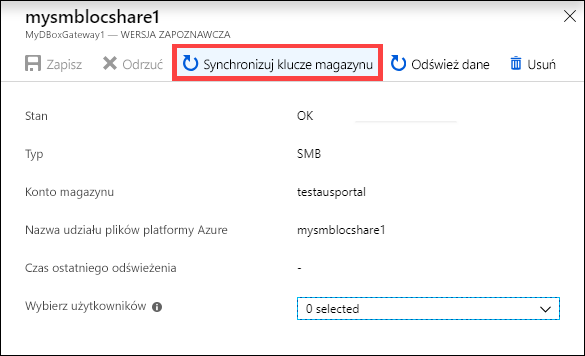 mysmblocshare1
MyDBoxGateway1 — WERSJA ZAPOZNAWCZA
Zapisz Odrzuć Synchronizuj klucze magazynu Odśwież dane Usuń
Stan OK
Typ SMB
Konto magazynu testausportal
Nazwa udziału plików platformy Azure mysmblocshare1
Czas ostatniego odświeżenia -
Wybierz użytkowników 0 selected